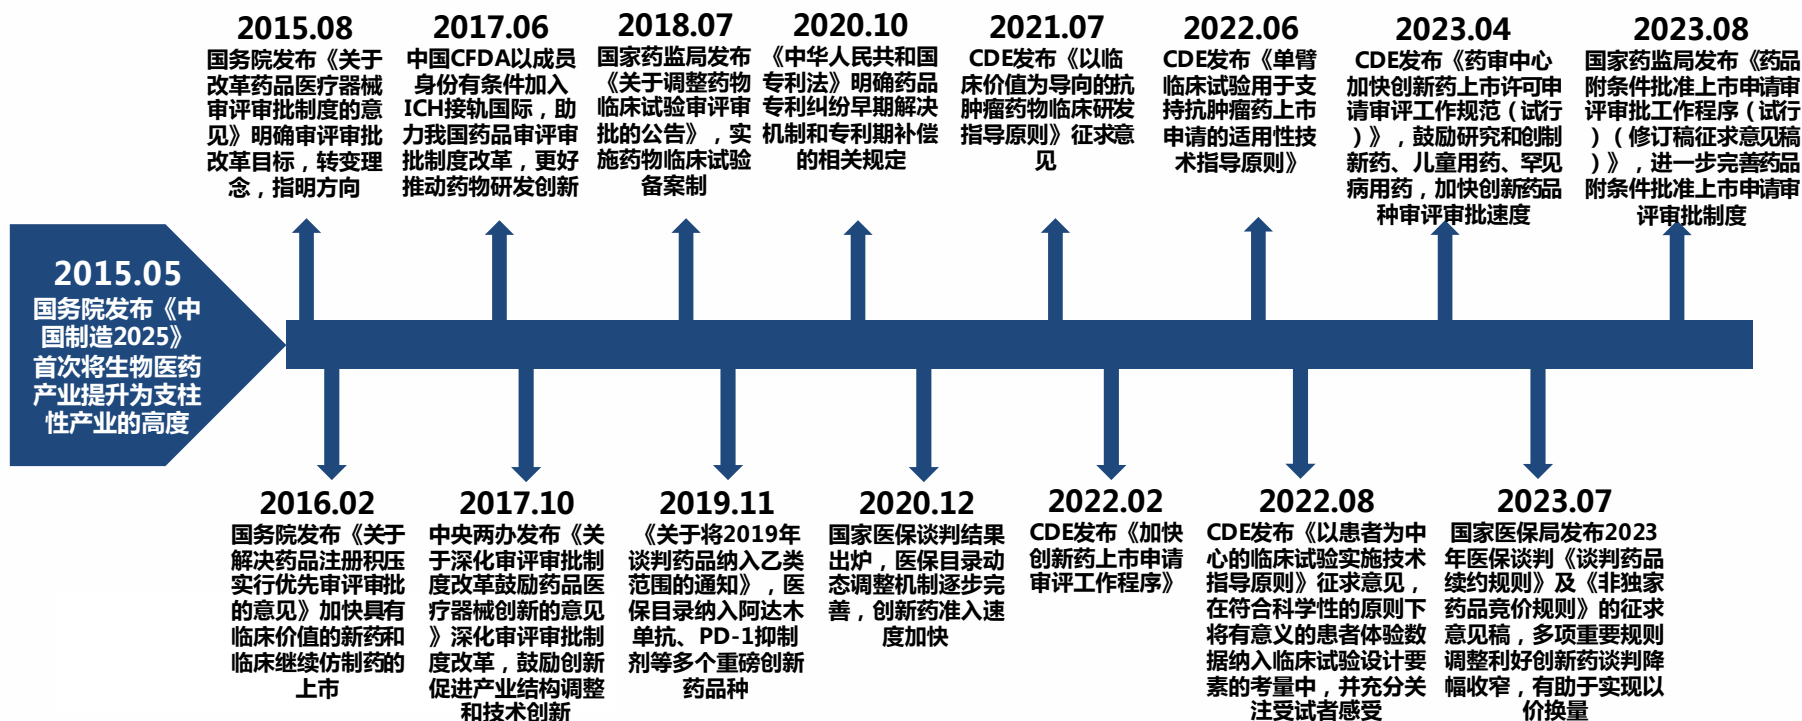 2015.08
国务院发布《关于
改革药品医疗器械
审评审批制度的意
见》明确审评审批
改革目标，转变理
念，指明方向
2017.06
中国CFDA以成员
身份有条件加入
ICH接轨国际，助
力我国药品审评审
批制度改革，更好
推动药物研发创新
2018.07
国家药监局发布
《关于调整药物
临床试验审评审
批的公告》，实
施药物临床试验
备案制
2020.10
《中华人民共和国
专利法》明确药品
专利纠纷早期解决
机制和专利期补偿
的相关规定
2021.07
CDE发布《以临
床价值为导向的抗
肿瘤药物临床研发
指导原则》征求意
见
2022.06
CDE发布《单臂
临床试验用于支
持抗肿瘤药上市
申请的适用性技
术指导原则》
2023.04
CDE发布《药审中心
加快创新药上市许可申
请审评工作规范（试行
）》，鼓励研究和创制
新药、儿童用药、罕见
病用药，加快创新药品
种审评审批速度
2023.08
国家药监局发布《药品
附条件批准上市申请审
评审批工作程序（试行
）（修订稿征求意见稿
）》，进一步完善药品
附条件批准上市申请审
评审批制度
2015.05
国务院发布《中
国制造2025》
首次将生物医药
产业提升为支柱
性产业的高度
2016.02
国务院发布《关于
解决药品注册积压
实行优先审评审批
的意见》加快具有
临床价值的新药和
临床继续仿制药的
上市
2017.10
中央两办发布《关
于深化审评审批制
度改革鼓励药品医
疗器械创新的意见
》深化审评审批制
度改革，鼓励创新
促进产业结构调整
和技术创新
2019.11
《关于将2019年
谈判药品纳入乙类
范围的通知》，医
保目录纳入阿达木
单抗、PD-1抑制
剂等多个重磅创新
药品种
2020.12
国家医保谈判结果
出炉，医保目录动
态调整机制逐步完
善，创新药准入速
度加快
2022.02
CDE发布《加快
创新药上市申请
审评工作程序》
2022.08
CDE发布《以患者为中
心的临床试验实施技术
指导原则》征求意见，
在符合科学性的原则下
将有意义的患者体验数
据纳入临床试验设计要
素的考量中，并充分关
注受试者感受
2023.07
国家医保局发布2023
年医保谈判《谈判药品
续约规则》及《非独家
药品竞价规则》的征求
意见稿，多项重要规则
调整利好创新药谈判降
幅收窄，有助于实现以
价换量